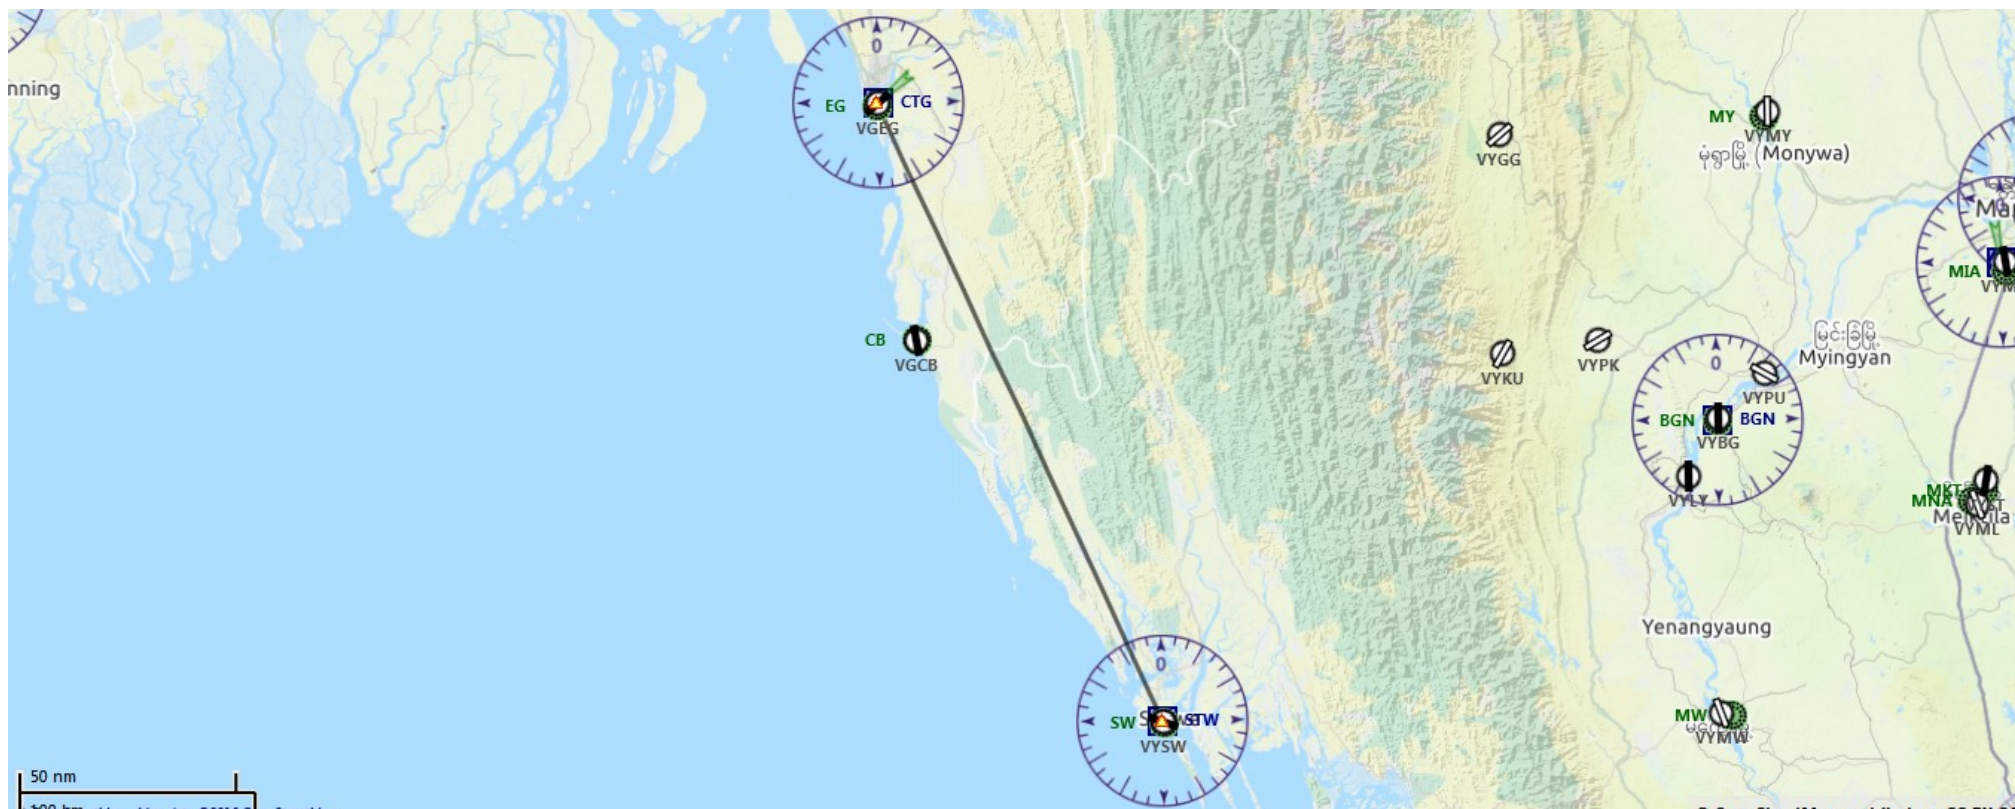 nning
0
EG
CTG
VGEG
CB
VGCB
VYGG
MY
VYMY
မုံရွာမြို့ (Monywa)
MIA
VYKU
VYPK
မြင်းခြံမြို့
Myingyan
0
VYPU
BGN
BGN
VYBG
VYLY
MKT
MNA
VYML
Yenangyaung
0
SW
STW
VYSW
MW
VYMW
50 nm